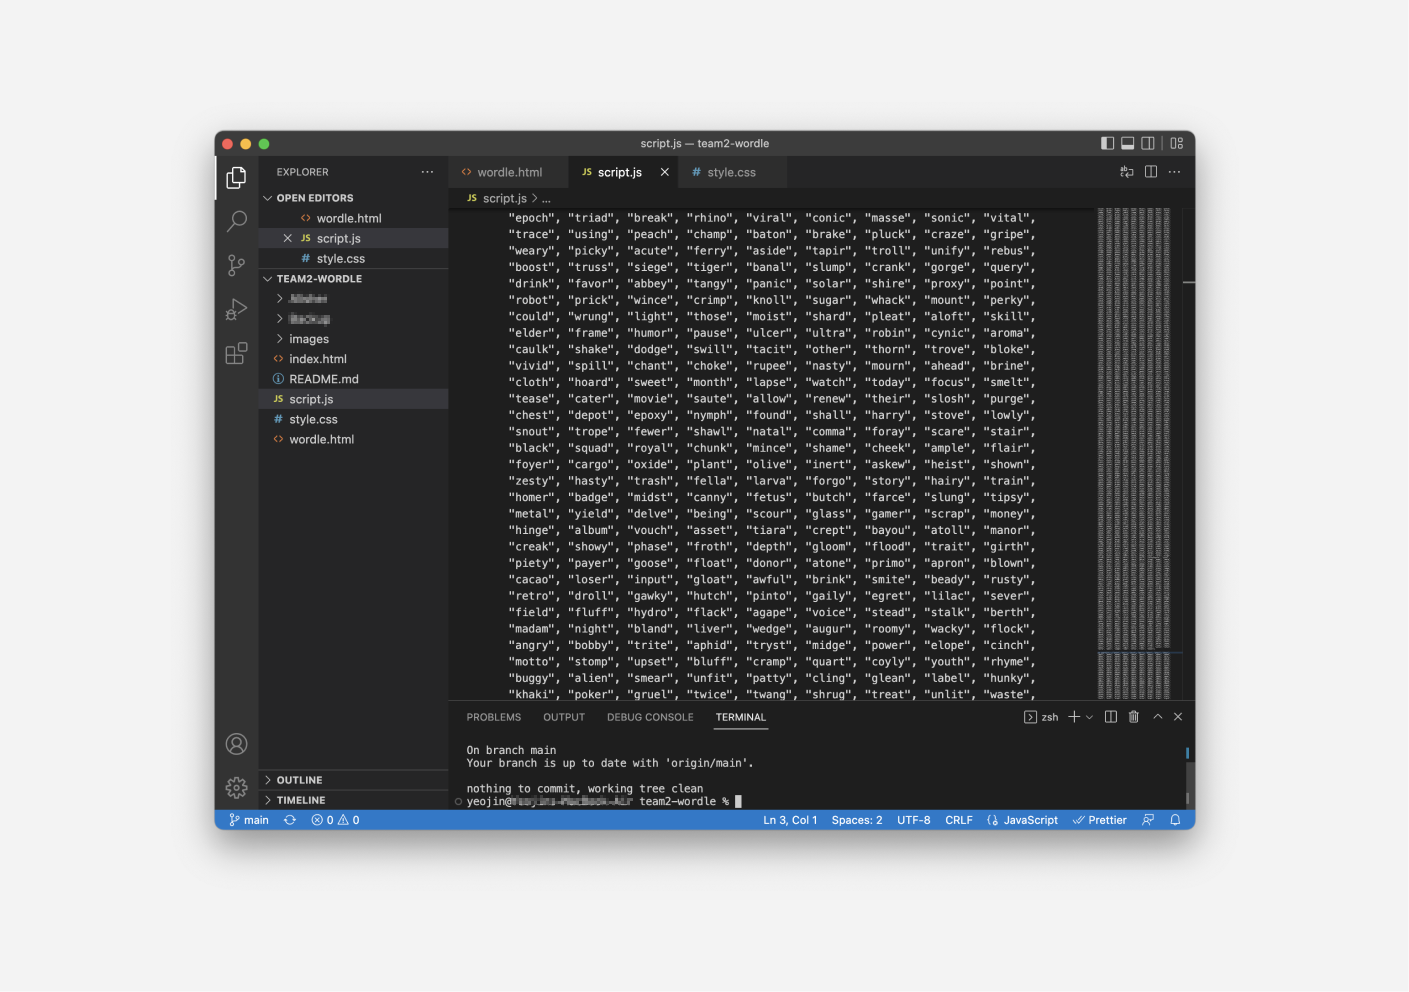 script.js — team2-wordle
EXPLORER
OPEN EDITORS
wordle.html
JS script.js
# style.css
TEAM2-WORDLE
images
index.html
README.md
JS script.js
# style.css
wordle.html
OUTLINE
TIMELINE
wordle.html
JS script.js
# style.css
JS script.js > ...
"epoch", "triad", "break", "rhino", "viral", "conic", "masse", "sonic", "vital",
"trace", "using", "peach", "champ", "baton", "brake", "pluck", "craze", "gripe",
"weary", "picky", "acute", "ferry", "aside", "tapir", "troll", "unify", "rebus",
"boost", "truss", "siege", "tiger", "banal", "slump", "crank", "gorge", "query",
"drink", "favor", "abbey", "tangy", "panic", "solar", "shire", "proxy", "point",
"robot", "prick", "wince", "crimp", "knoll", "sugar", "whack", "mount", "perky",
"could", "wrung", "light", "those", "moist", "shard", "pleat", "aloft", "skill",
"elder", "frame", "humor", "pause", "ulcer", "ultra", "robin", "cynic", "aroma",
"caulk", "shake", "dodge", "swill", "tacit", "other", "thorn", "trove", "bloke",
"vivid", "spill", "chant", "choke", "rupee", "nasty", "mourn", "ahead", "brine",
"cloth", "hoard", "sweet", "month", "lapse", "watch", "today", "focus", "smelt",
"tease", "cater", "movie", "saute", "allow", "renew", "their", "slosh", "purge",
"chest", "depot", "epoxy", "nymph", "found", "shall", "harry", "stove", "lowly",
"snout", "trope", "fewer", "shawl", "natal", "comma", "foray", "scare", "stair",
"black", "squad", "royal", "chunk", "mince", "shame", "cheek", "ample", "flair",
"foyer", "cargo", "oxide", "plant", "olive", "inert", "askew", "heist", "shown",
"zesty", "hasty", "trash", "fella", "larva", "forgo", "story", "hairy", "train",
"homer", "badge", "midst", "canny", "fetus", "butch", "farce", "slung", "tipsy",
"metal", "yield", "delve", "being", "scour", "glass", "gamer", "scrap", "money",
"hinge", "album", "vouch", "asset", "tiara", "crept", "bayou", "atoll", "manor",
"creak", "showy", "phase", "froth", "depth", "gloom", "flood", "trait", "girth",
"piety", "payer", "goose", "float", "donor", "atone", "primo", "apron", "blown",
"cacao", "loser", "input", "gloat", "awful", "brink", "smite", "beady", "rusty",
"retro", "droll", "gawky", "hutch", "pinto", "gaily", "egret", "lilac", "sever",
"field", "fluff", "hydro", "flack", "agape", "voice", "stead", "stalk", "berth",
"madam", "night", "bland", "liver", "wedge", "augur", "roomy", "wacky", "flock",
"angry", "bobby", "trite", "aphid", "tryst", "midge", "power", "elope", "cinch",
"motto", "stomp", "upset", "bluff", "cramp", "quart", "coyly", "youth", "rhyme",
"buggy", "alien", "smear", "unfit", "patty", "cling", "glean", "label", "hunky",
"khaki", "poker", "gruel", "twice", "twang", "shrug", "treat", "unlit", "waste",
PROBLEMS OUTPUT DEBUG CONSOLE TERMINAL zsh
On branch main
Your branch is up to date with 'origin/main'.
nothing to commit, working tree clean
yeojin@ team2-wordle %
main 0 0 Ln 3, Col 1 Spaces: 2 UTF-8 CRLF JavaScript Prettier